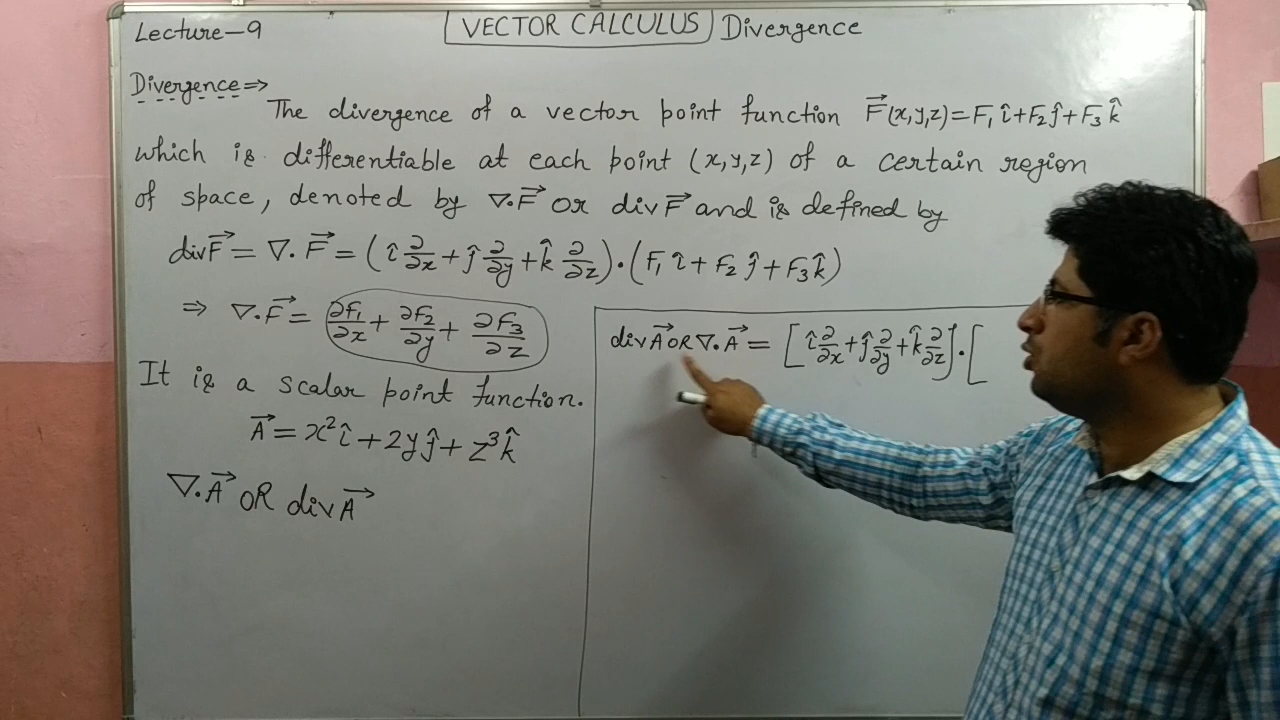 Lecture-9
VECTOR CALCULUS Divergence
Divergence⇒
The divergence of a vector point function F⃗(x,y,z)=F₁î+F₂ĵ+F₃k̂
which is differentiable at each point (x,y,z) of a certain region
of space, denoted by ∇.F⃗ OR divF⃗ and is defined by
divF⃗ = ∇.F⃗ = (î ∂/∂x + ĵ ∂/∂y + k̂ ∂/∂z)·(F₁î + F₂ĵ + F₃k̂)
⇒ ∇.F⃗ = ∂F₁/∂x + ∂F₂/∂y + ∂F₃/∂z
It is a scalar point function.
A⃗ = x²î + 2yĵ + z³k̂
∇.A⃗ OR divA⃗
divA⃗ OR ∇.A⃗ = [î ∂/∂x + ĵ ∂/∂y + k̂ ∂/∂z]·[